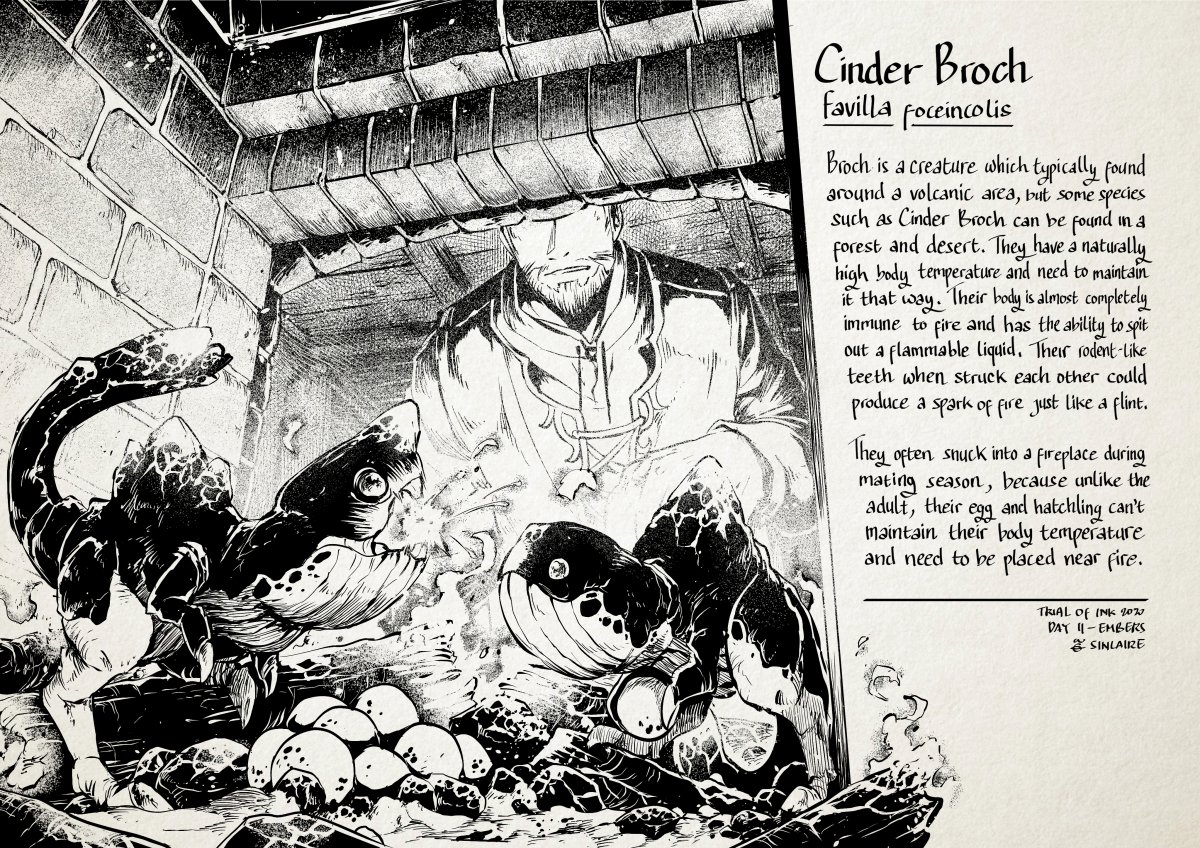 Cinder Broch
Favilla foceincolis
Broch is a creature which typically found
around a volcanic area, but some species
such as Cinder Broch can be found in a
forest and desert. They have a naturally
high body temperature and need to maintain
it that way. Their body is almost completely
immune to fire and has the ability to spit
out a flammable liquid. Their rodent-like
teeth when struck each other could
produce a spark of fire just like a flint.
They often snuck into a fireplace during
mating season, because unlike the
adult, their egg and hatchling can't
maintain their body temperature
and need to be placed near fire.
TRIAL OF INK 2020
DAY 11 - EMBERS
SINLAIRE